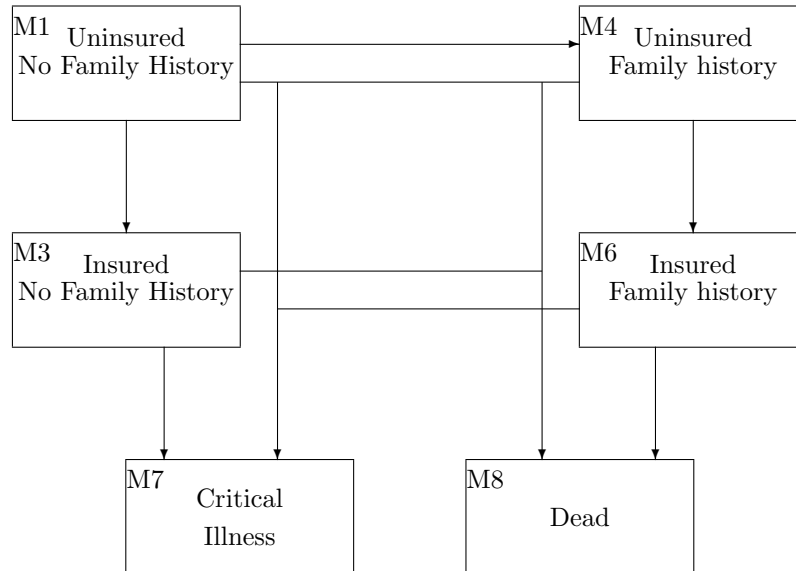 M1
Uninsured
No Family History
M4
Uninsured
Family history
M3
Insured
No Family History
M6
Insured
Family history
M7
Critical
Illness
M8
Dead